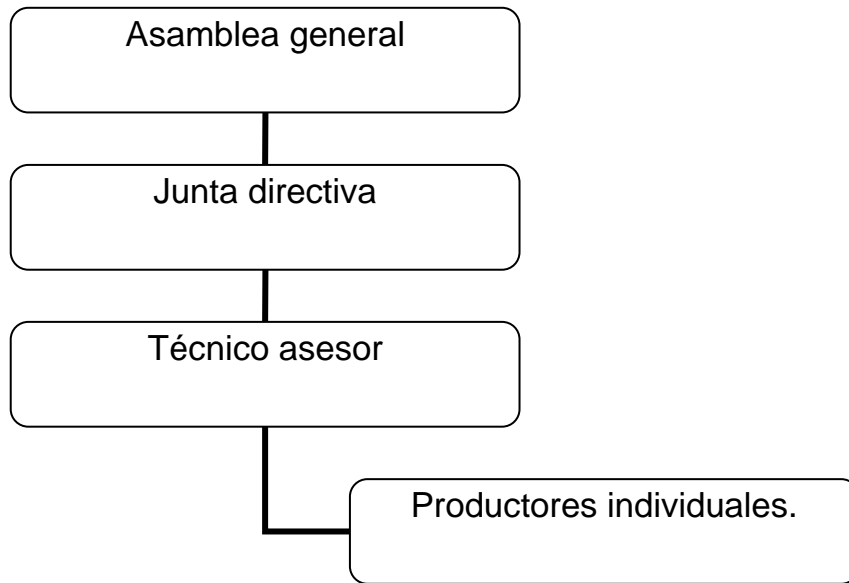 Asamblea general
Junta directiva
Técnico asesor
Productores individuales.